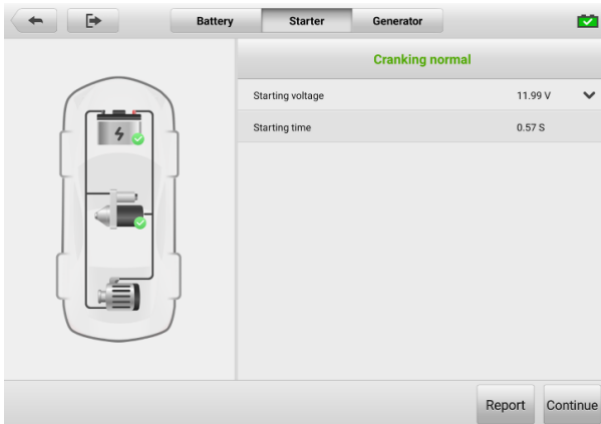 Battery Starter Generator
Cranking normal
Starting voltage 11.99 V
Starting time 0.57 S
Report Continue